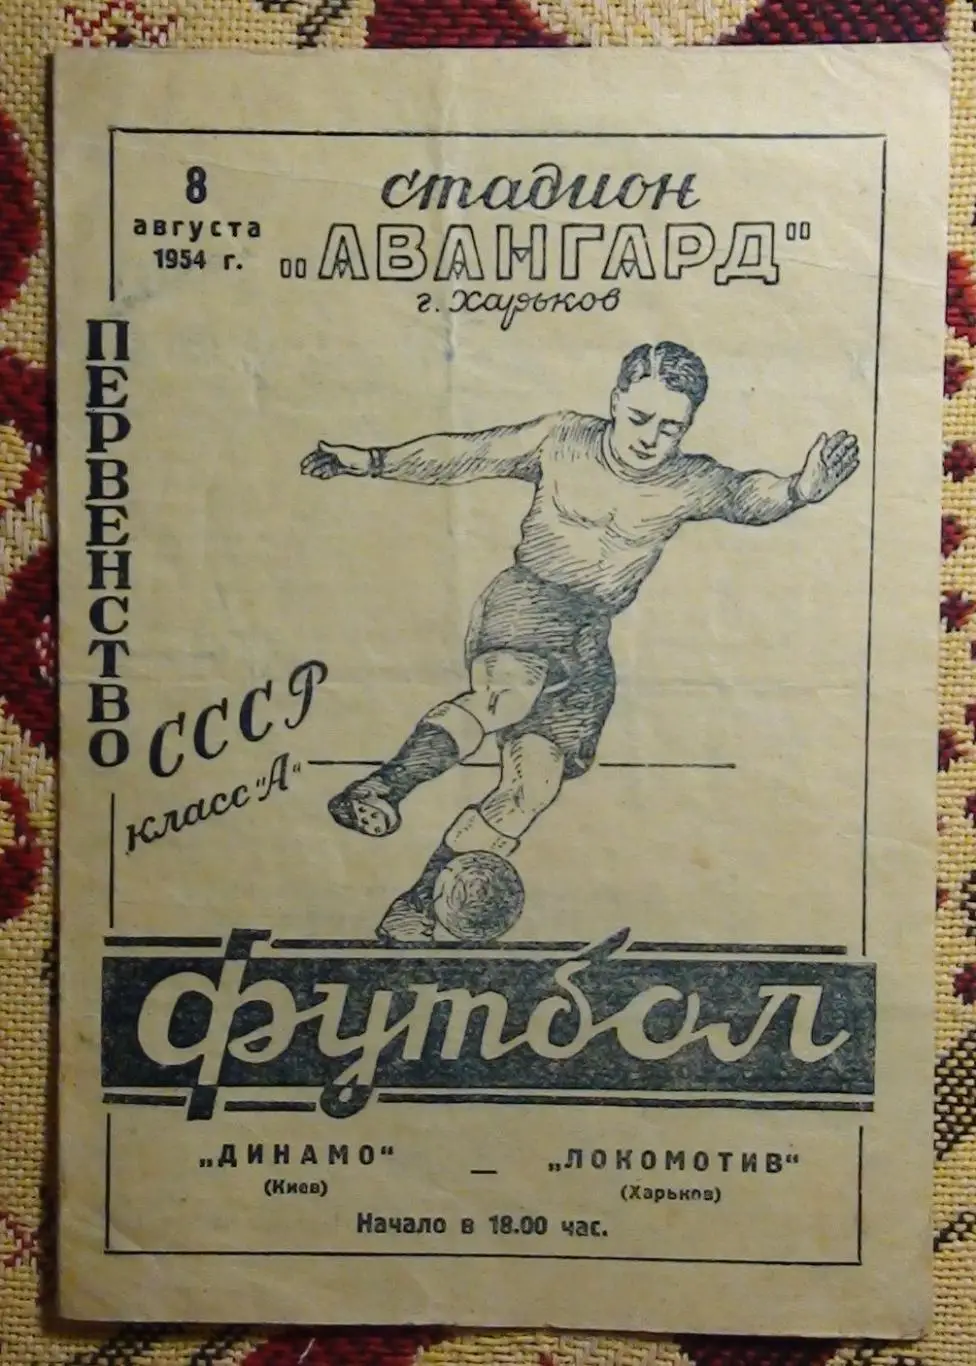 8
августа
1954 г.
стадион
„АВАНГАРД"
г. Харьков
ПЕРВЕНСТВО
СССР
класс „А"
футбол
„ДИНАМО" — „ЛОКОМОТИВ"
(Киев) (Харьков)
Начало в 18.00 час.